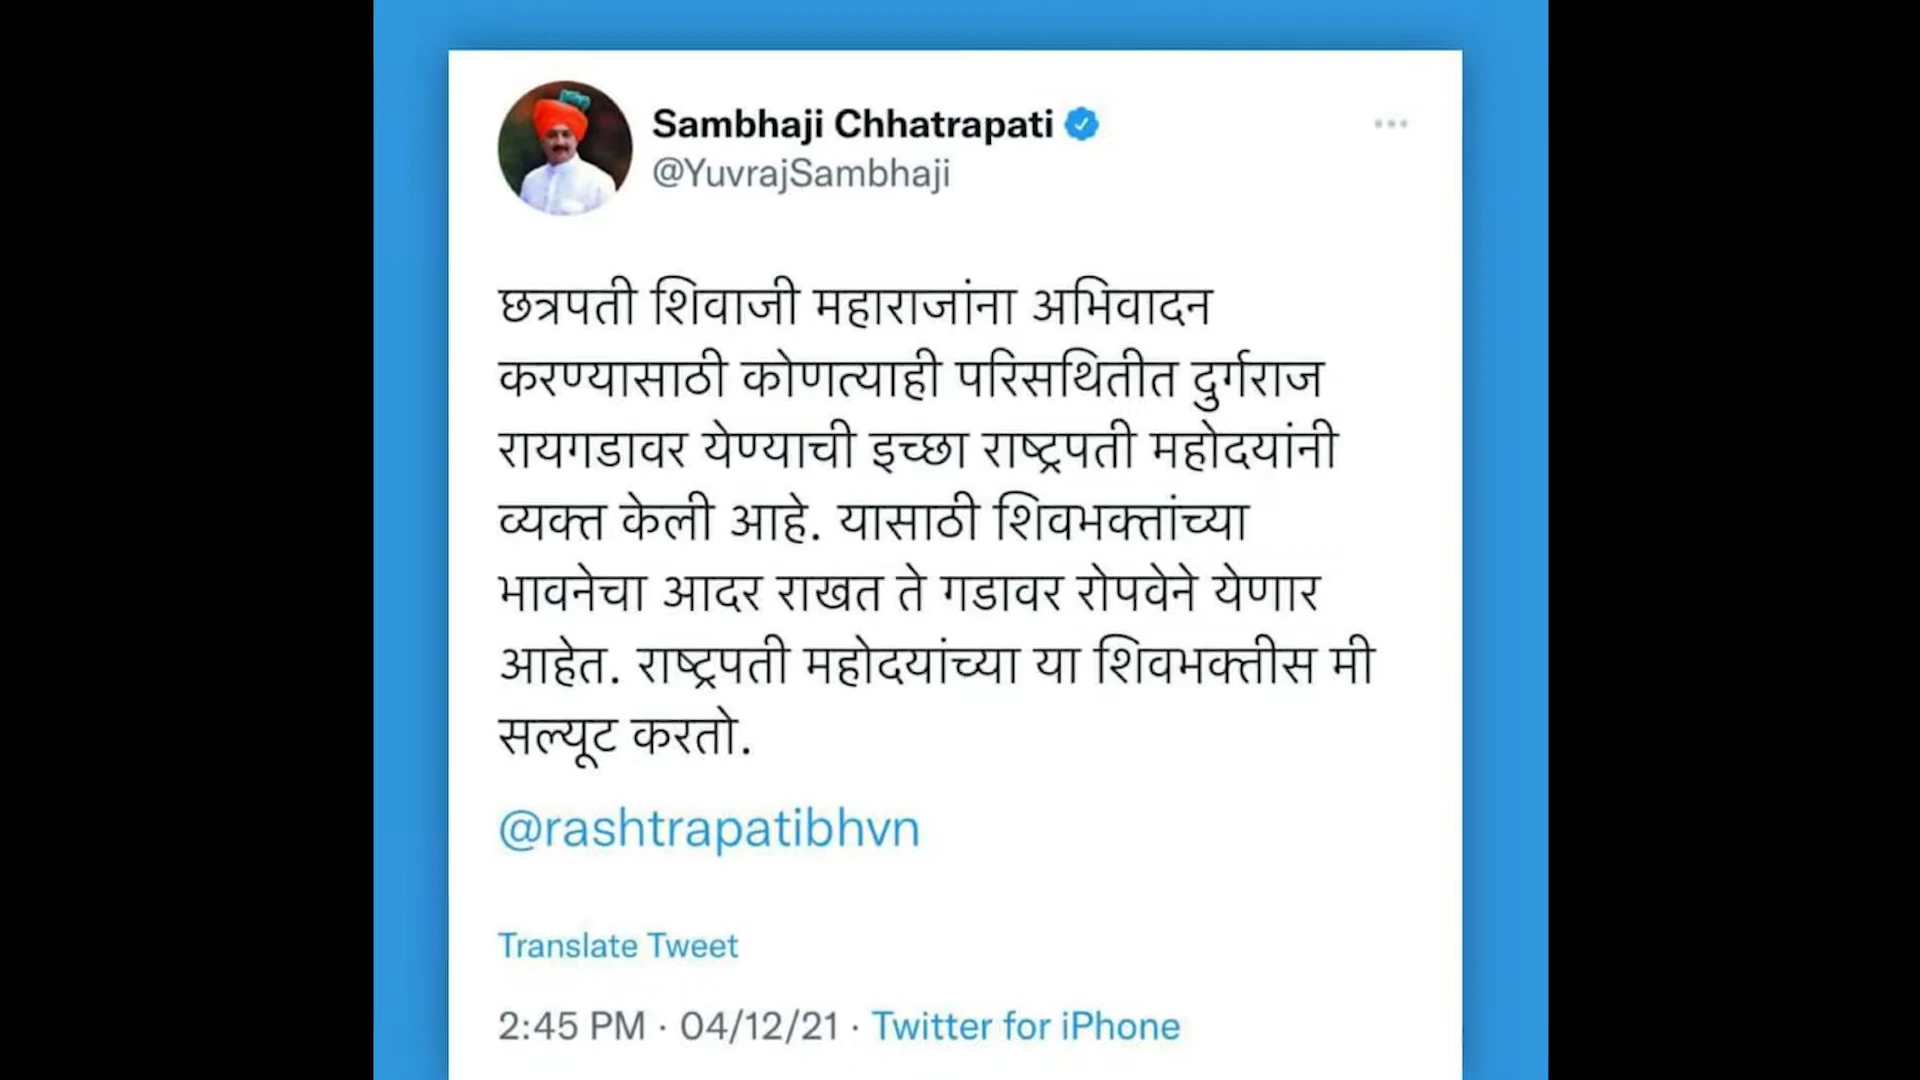 Sambhaji Chhatrapati
@YuvrajSambhaji
छत्रपती शिवाजी महाराजांना अभिवादन
करण्यासाठी कोणत्याही परिसथितीत दुर्गराज
रायगडावर येण्याची इच्छा राष्ट्रपती महोदयांनी
व्यक्त केली आहे. यासाठी शिवभक्तांच्या
भावनेचा आदर राखत ते गडावर रोपवेने येणार
आहेत. राष्ट्रपती महोदयांच्या या शिवभक्तीस मी
सल्यूट करतो.
@rashtrapatibhvn
Translate Tweet
2:45 PM · 04/12/21 · Twitter for iPhone